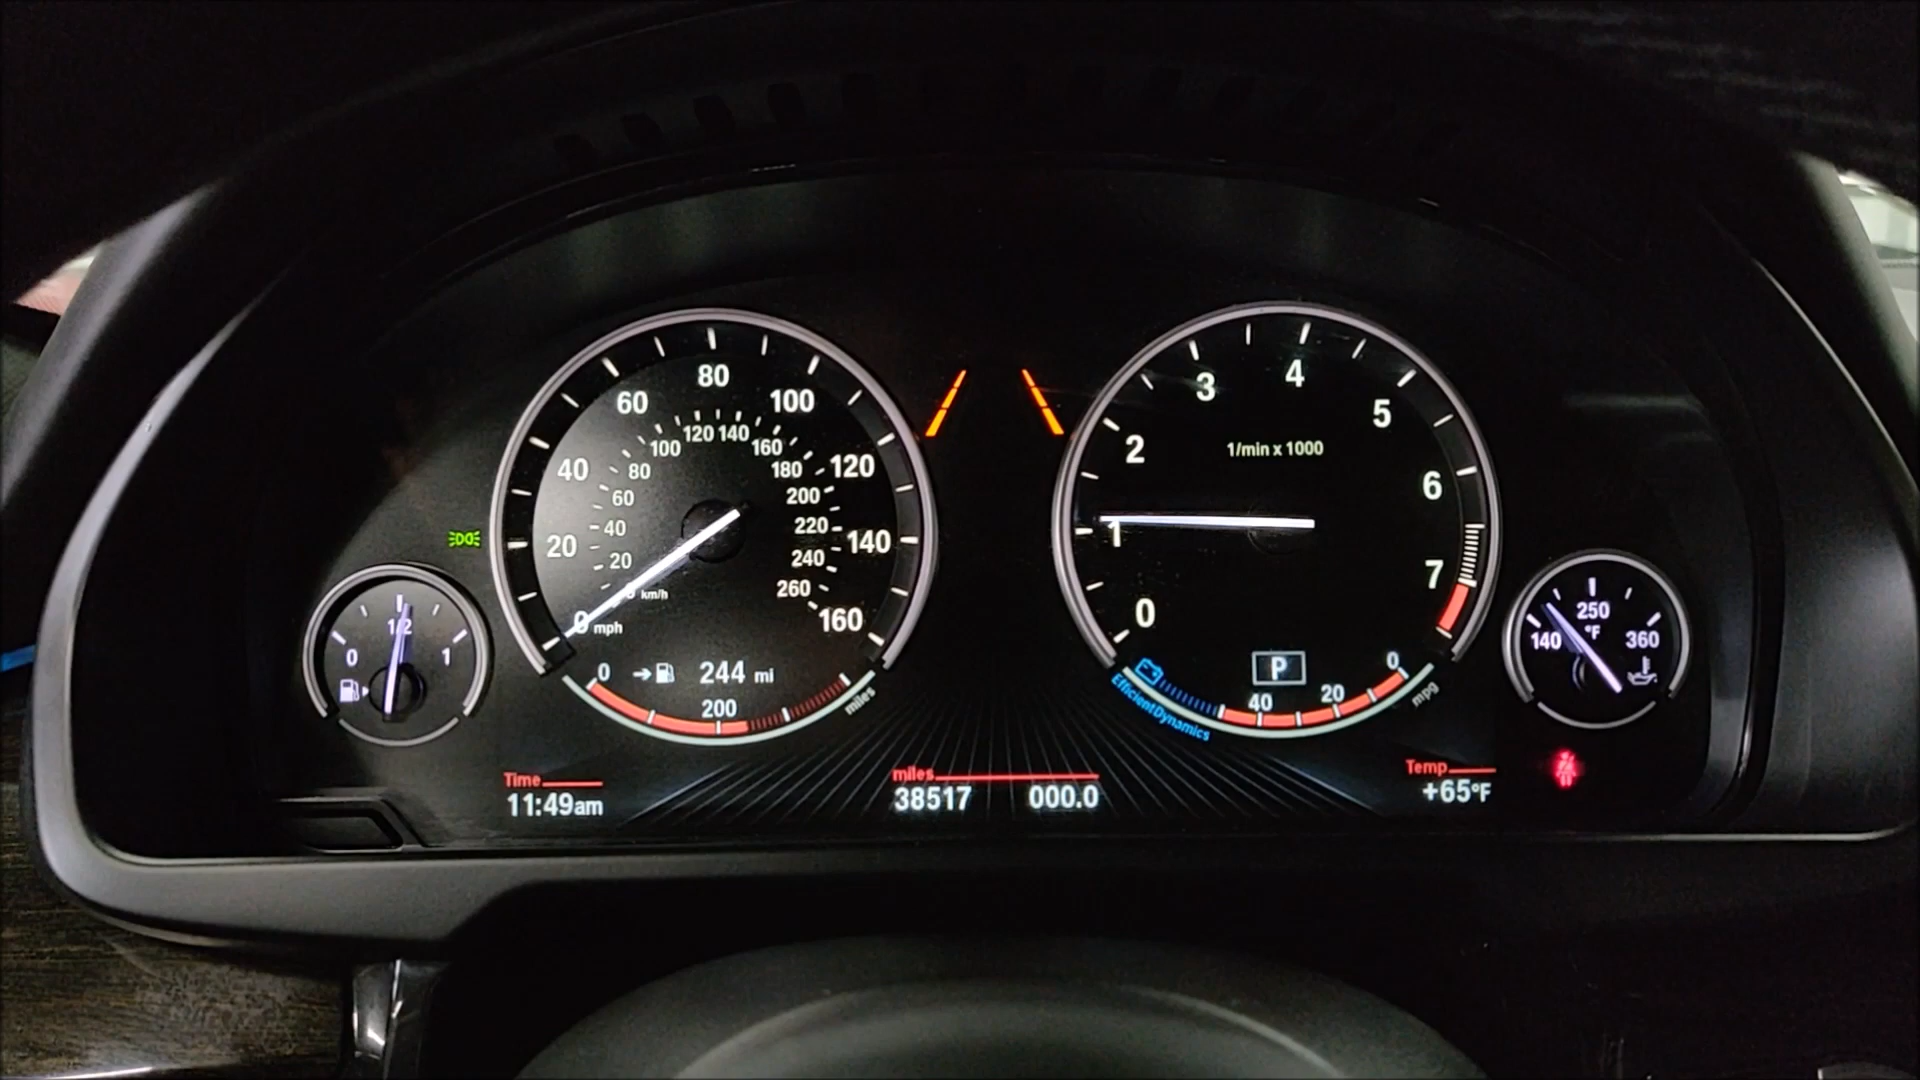 80
60
100
40
120
20
140
0 mph
160
120 140
100
160
80
180
60
200
40
220
20
240
km/h
260
244 mi
0
200
miles
3
4
2
5
1
6
0
7
1/min x 1000
P
0
40
20
mpg
EfficientDynamics
1/2
0
1
250
°F
140
360
Time
11:49am
miles
38517 000.0
Temp
+65°F